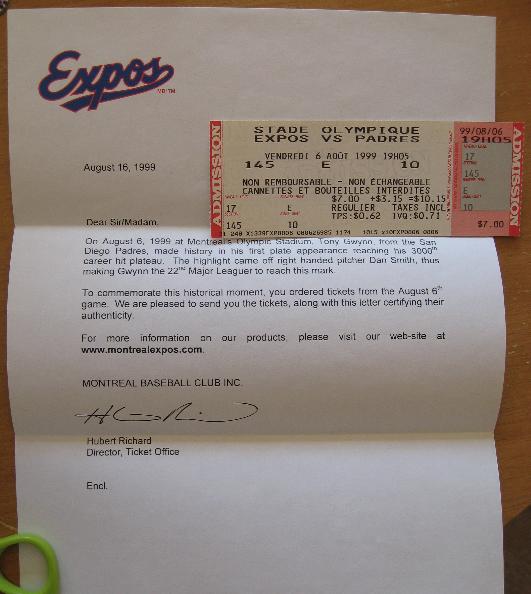 Expos
MD/TM
August 16, 1999
ADMISSION
STADE OLYMPIQUE
EXPOS VS PADRES
VENDREDI 6 AOÛT 1999 19H05
145 E 10
NON REMBOURSABLE - NON ÉCHANGEABLE
CANNETTES ET BOUTEILLES INTERDITES
$7.00 +$3.15 =$10.15
17 E REGULIER TAXES INCL.
145 10 TPS:$0.62 TVQ:$0.71
99/08/06
19H05
17
145
E
10
$7.00
ADMISSION
Dear Sir/Madam,
On August 6, 1999 at Montreal's Olympic Stadium, Tony Gwynn, from the San
Diego Padres, made history in his first plate appearance reaching his 3000th
career hit plateau. The highlight came off right handed pitcher Dan Smith, thus
making Gwynn the 22nd Major Leaguer to reach this mark.
To commemorate this historical moment, you ordered tickets from the August 6th
game. We are pleased to send you the tickets, along with this letter certifying their
authenticity.
For more information on our products, please visit our web-site at
www.montrealexpos.com.
MONTREAL BASEBALL CLUB INC.
Hubert Richard
Director, Ticket Office
Encl.